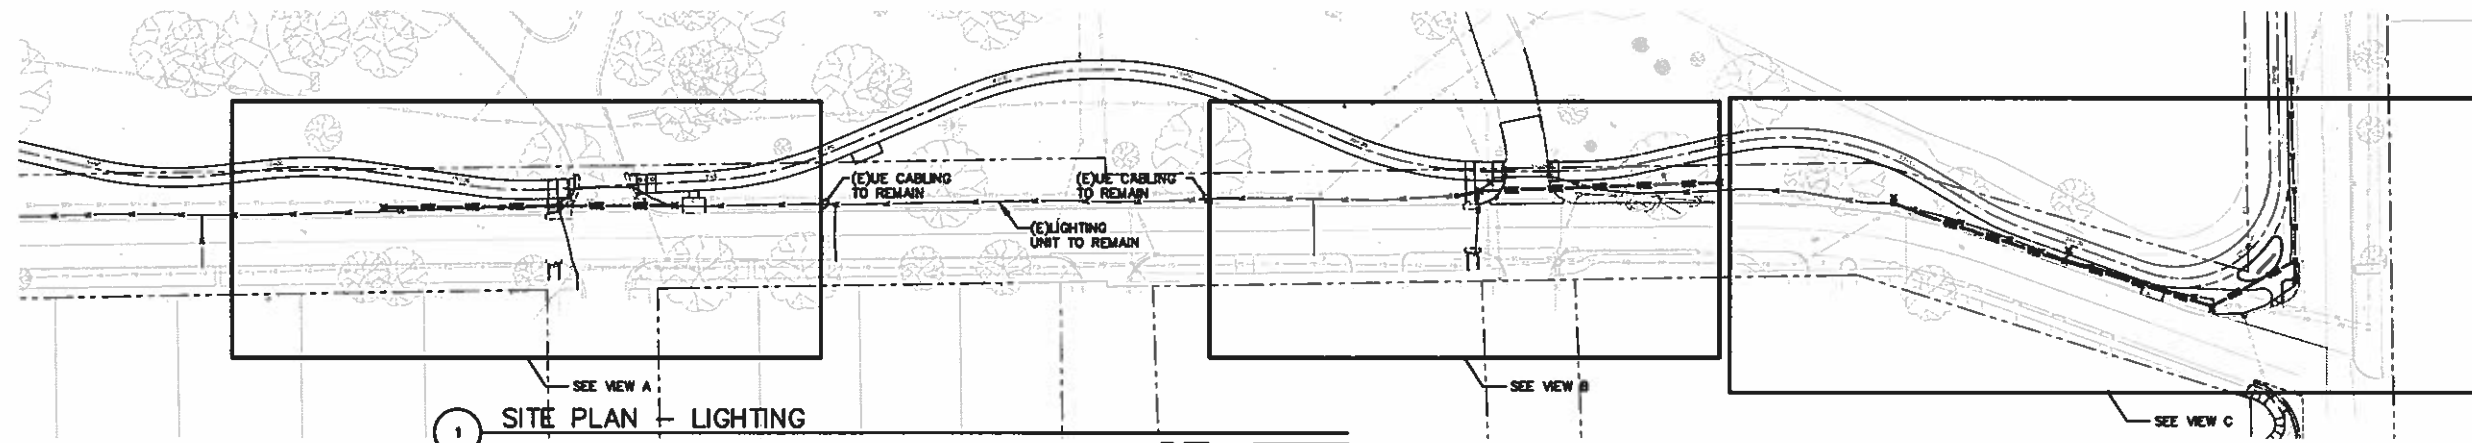 (E)UE CABLING
TO REMAIN
(E)UE CABLING
TO REMAIN
(E)LIGHTING
UNIT TO REMAIN
SEE VIEW A
SEE VIEW B
SEE VIEW C
1
SITE PLAN - LIGHTING